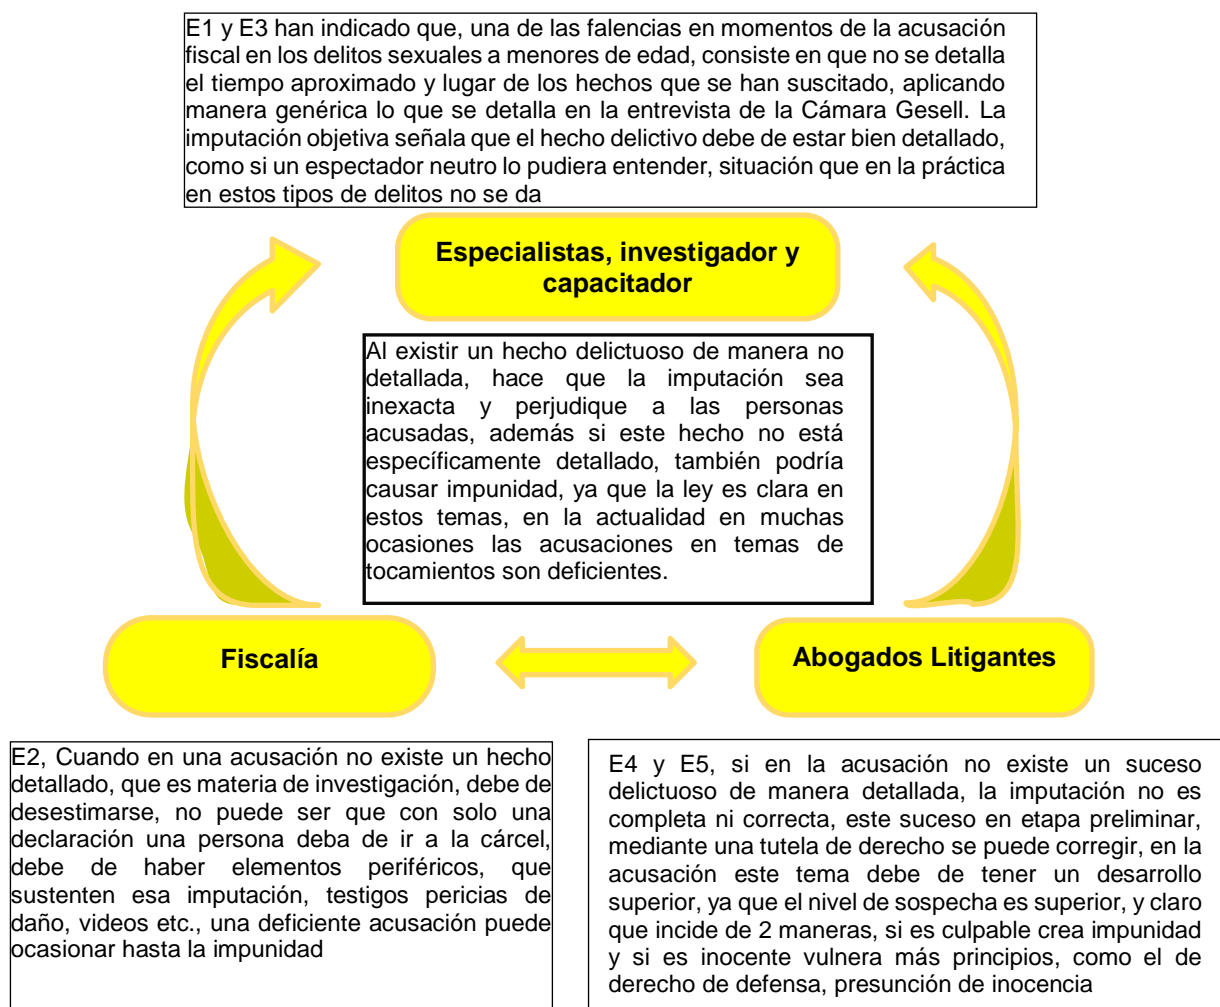 E1 y E3 han indicado que, una de las falencias en momentos de la acusación
fiscal en los delitos sexuales a menores de edad, consiste en que no se detalla
el tiempo aproximado y lugar de los hechos que se han suscitado, aplicando
manera genérica lo que se detalla en la entrevista de la Cámara Gesell. La
imputación objetiva señala que el hecho delictivo debe de estar bien detallado,
como si un espectador neutro lo pudiera entender, situación que en la práctica
en estos tipos de delitos no se da
Especialistas, investigador y
capacitador
Al existir un hecho delictuoso de manera no
detallada, hace que la imputación sea
inexacta y perjudique a las personas
acusadas, además si este hecho no está
específicamente detallado, también podría
causar impunidad, ya que la ley es clara en
estos temas, en la actualidad en muchas
ocasiones las acusaciones en temas de
tocamientos son deficientes.
Fiscalía
Abogados Litigantes
E2, Cuando en una acusación no existe un hecho
detallado, que es materia de investigación, debe de
desestimarse, no puede ser que con solo una
declaración una persona deba de ir a la cárcel,
debe de haber elementos periféricos, que
sustenten esa imputación, testigos pericias de
daño, videos etc., una deficiente acusación puede
ocasionar hasta la impunidad
E4 y E5, si en la acusación no existe un suceso
delictuoso de manera detallada, la imputación no es
completa ni correcta, este suceso en etapa preliminar,
mediante una tutela de derecho se puede corregir, en la
acusación este tema debe de tener un desarrollo
superior, ya que el nivel de sospecha es superior, y claro
que incide de 2 maneras, si es culpable crea impunidad
y si es inocente vulnera más principios, como el de
derecho de defensa, presunción de inocencia